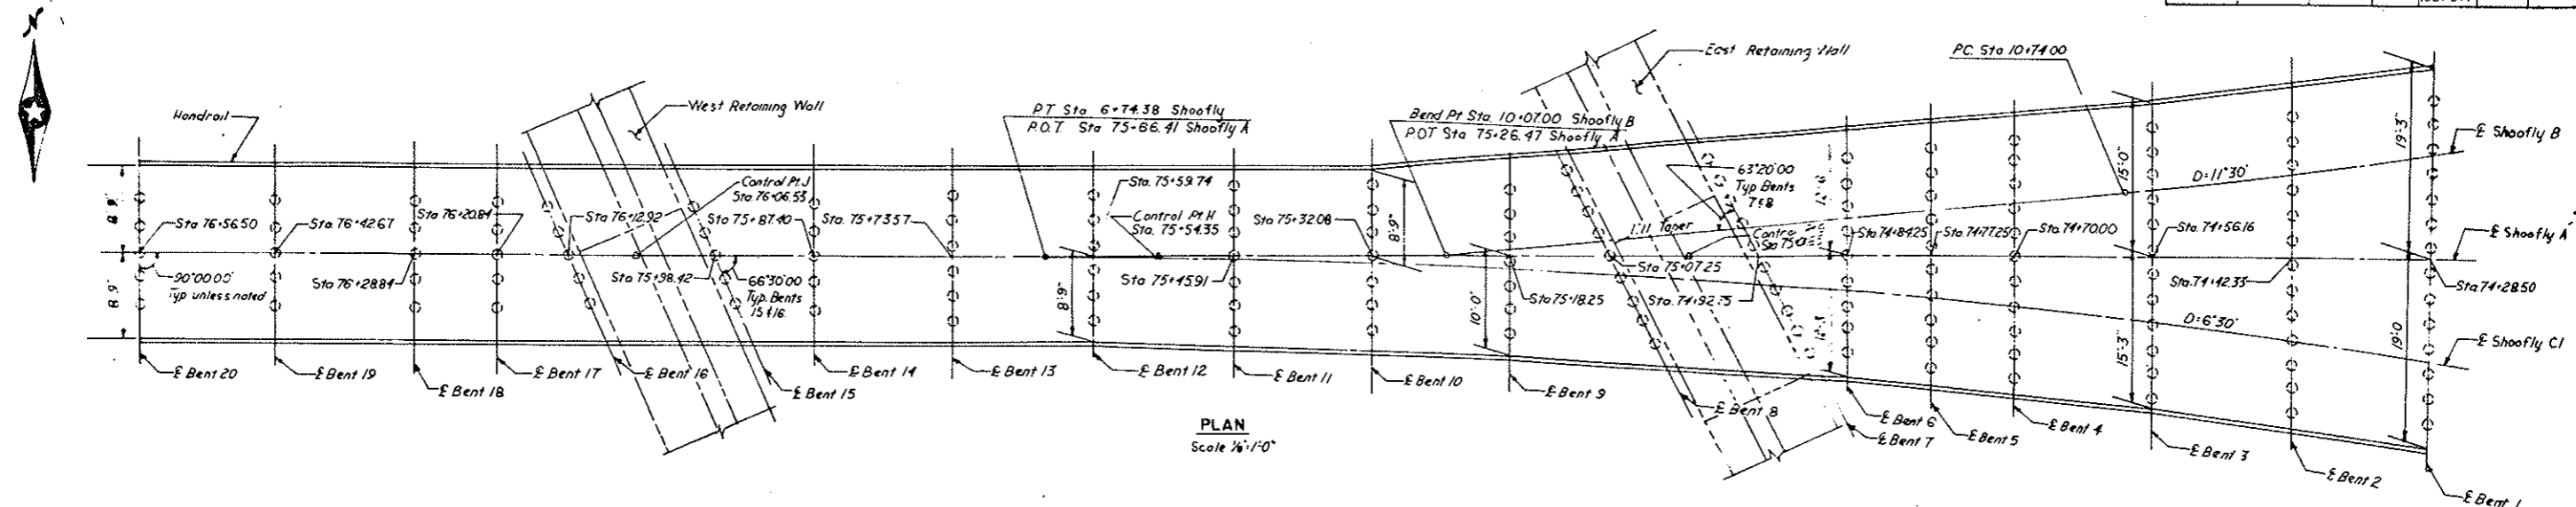 N
Handrail
West Retaining Wall
P.T. Sta 6+74.38 Shoofly
P.O.T. Sta 75+66.41 Shoofly A
Bend Pt Sta. 10+07.00 Shoofly B
P.O.T Sta 75+26.47 Shoofly A
East Retaining Wall
P.C. Sta 10+74.00
8'-9"
8'-9"
Sta 76+56.50
90°00'00"
Typ unless noted
Sta. 76+42.67
Sta 76+28.84
Sta 76+20.84
Sta 76+12.92
Control Pt J
Sta. 76+06.53
Sta 75+98.42
66°30'00
Typ. Bents
15 & 16
Sta 75+87.40
Sta. 75+73.57
8'-9"
Sta. 75+59.74
Control Pt H
Sta. 75+54.35
Sta 75+45.91
Sta 75+32.08
8'-9"
10'-0"
Sta 75+18.25
1:11 Taper
Sta 75+07.25
63°20'00
Typ Bents
7 & 8
Sta. 74+92.75
Sta 74+84.25
Sta 74+77.25
Sta 74+70.00
15'-0"
15'-3"
Sta 74+56.16
Sta. 74+42.33
19'-3"
19'-0
Sta 74+28.50
D=11°30'
D=6°30'
℄ Shoofly B
℄ Shoofly A
℄ Shoofly C1
℄ Bent 20
℄ Bent 19
℄ Bent 18
℄ Bent 17
℄ Bent 16
℄ Bent 15
℄ Bent 14
℄ Bent 13
℄ Bent 12
℄ Bent 11
℄ Bent 10
℄ Bent 9
℄ Bent 8
℄ Bent 6
℄ Bent 7
℄ Bent 5
℄ Bent 4
℄ Bent 3
℄ Bent 2
℄ Bent 1
PLAN
Scale 1/8"=1'-0"